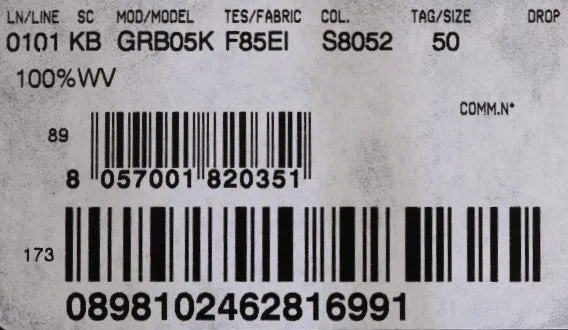 LN/LINE SC MOD/MODEL TES/FABRIC COL. TAG/SIZE DROP
0101 KB GRB05K F85EI S8052 50
100%WV
COMM.N°
89
8 057001 820351
173
0898102462816991